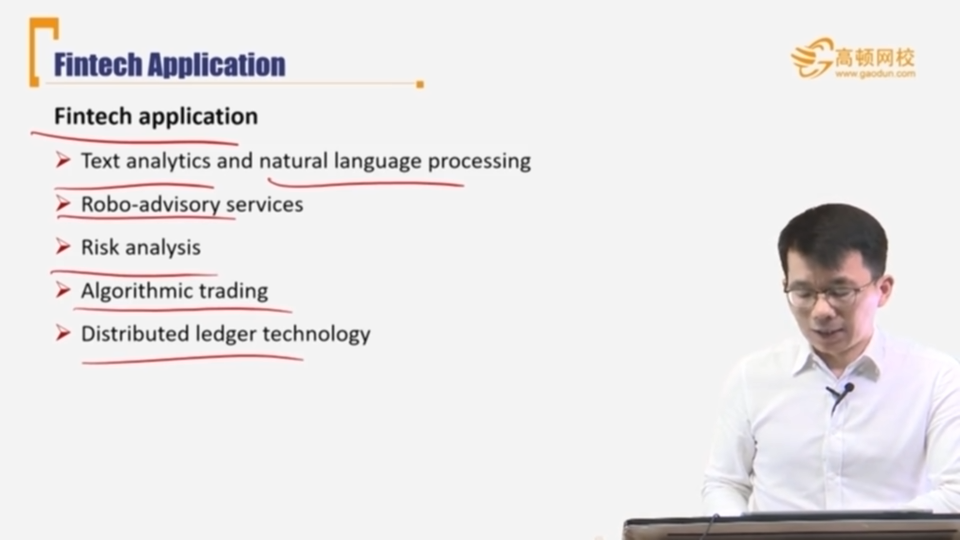 Fintech Application
高顿网校
www.gaodun.com
Fintech application
Text analytics and natural language processing
Robo-advisory services
Risk analysis
Algorithmic trading
Distributed ledger technology